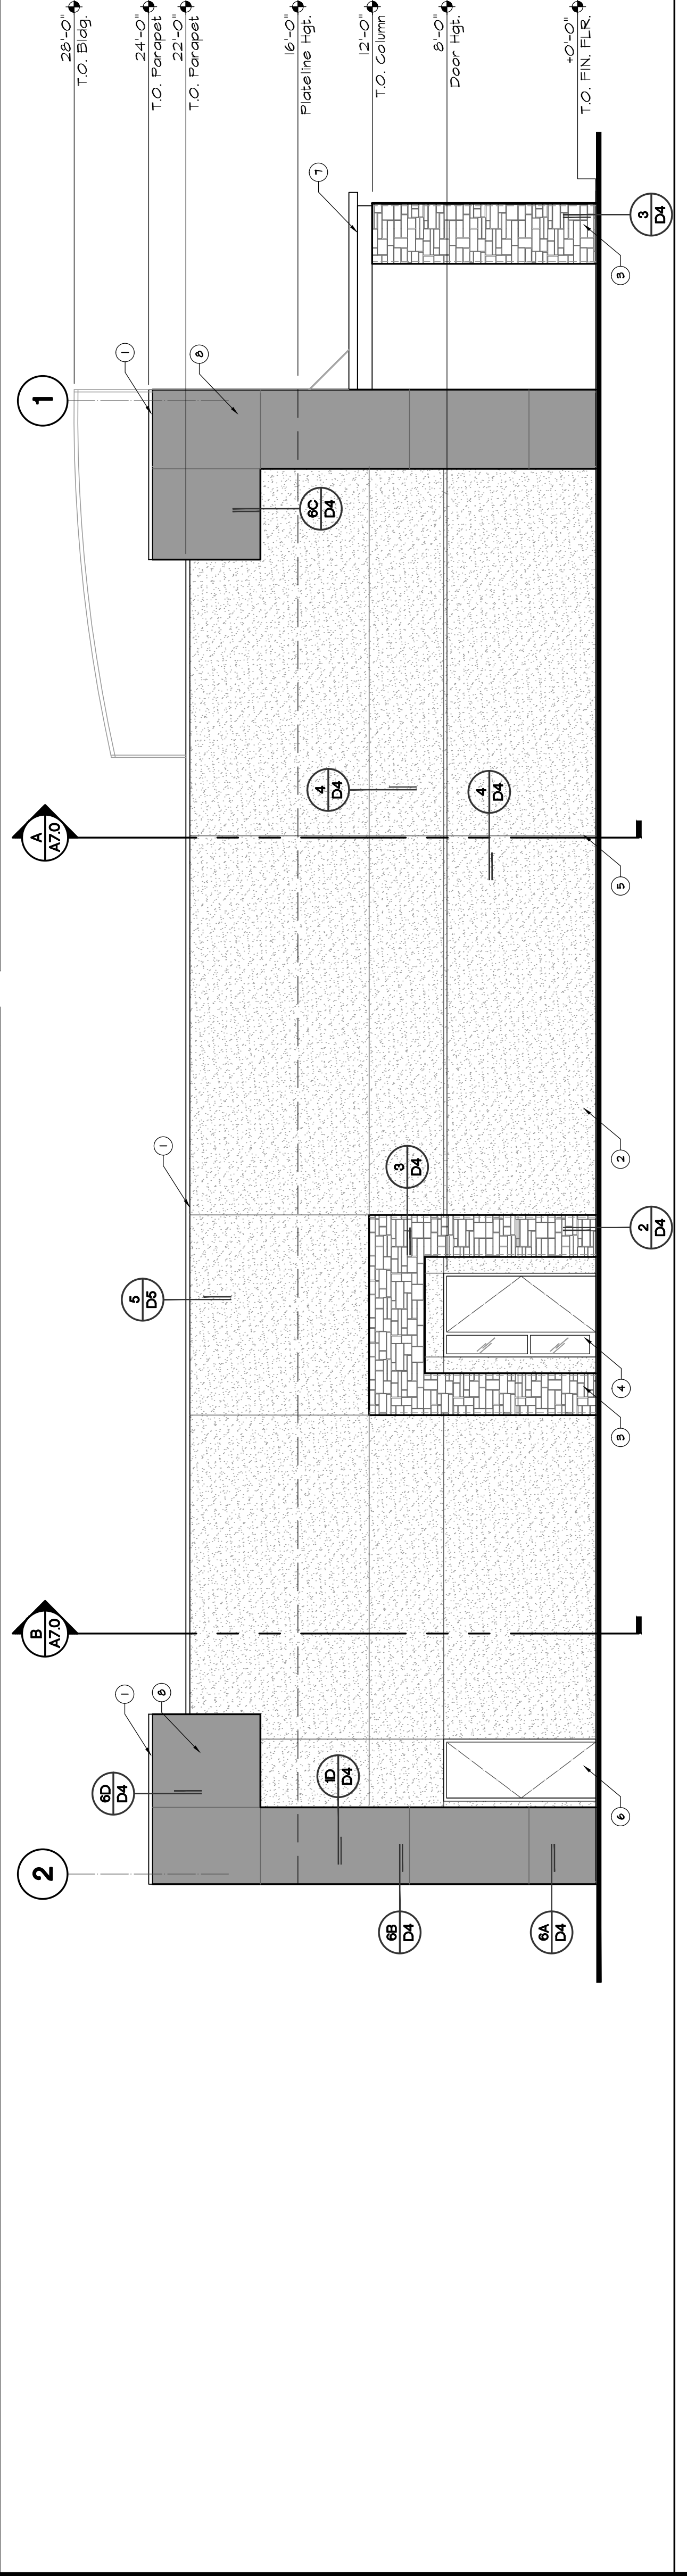 28'-0"
T.O. Bldg.
24'-0"
T.O. Parapet
22'-0"
T.O. Parapet
16'-0"
Plateline Hgt.
12'-0"
T.O. Column
8'-0"
Door Hgt.
+0'-0"
T.O. FIN. FLR.
2
B
A7.0
A
A7.0
1
6D
D4
1
8
5
D5
1
1
8
1D
D4
4
D4
6C
D4
7
6B
D4
3
D4
4
D4
6A
D4
6
3
4
2
D4
2
5
3
3
D4